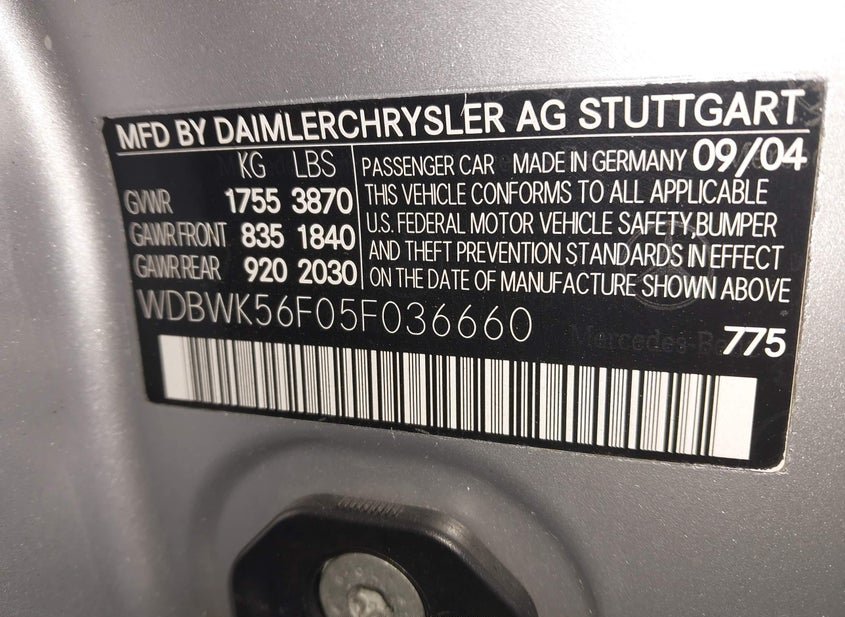 MFD BY DAIMLERCHRYSLER AG STUTTGART
KG LBS
GVWR 1755 3870
GAWR FRONT 835 1840
GAWR REAR 920 2030
PASSENGER CAR MADE IN GERMANY 09/04
THIS VEHICLE CONFORMS TO ALL APPLICABLE
U.S. FEDERAL MOTOR VEHICLE SAFETY,BUMPER
AND THEFT PREVENTION STANDARDS IN EFFECT
ON THE DATE OF MANUFACTURE SHOWN ABOVE
WDBWK56F05F036660
775